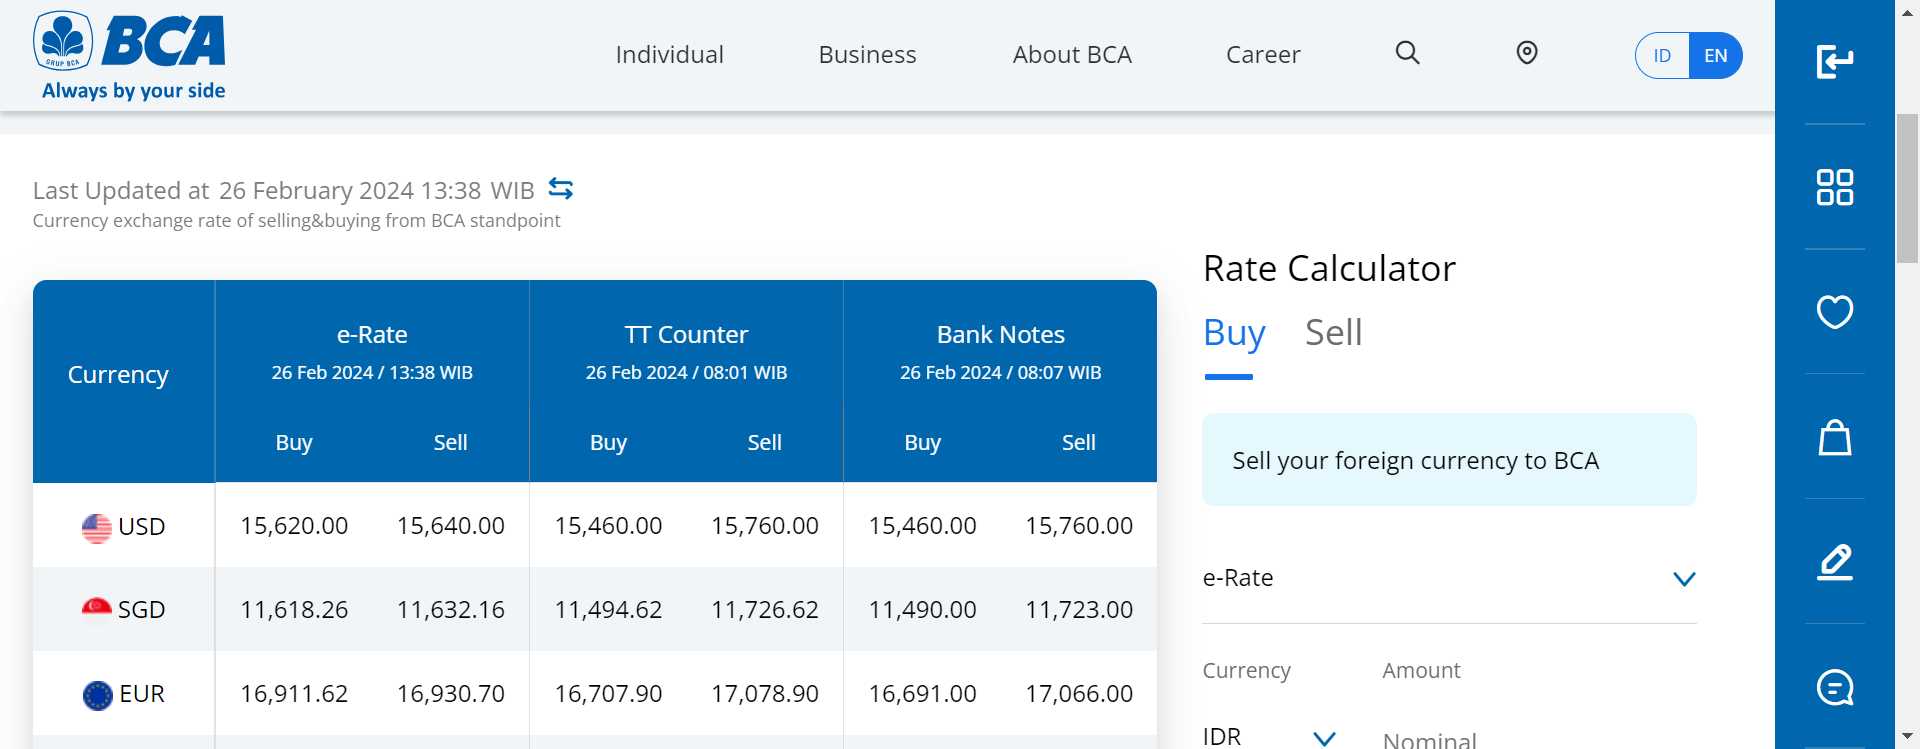 GRUP BCA
BCA
Always by your side
Individual Business About BCA Career ID EN
Last Updated at 26 February 2024 13:38 WIB
Currency exchange rate of selling&buying from BCA standpoint
Currency
e-Rate
26 Feb 2024 / 13:38 WIB
Buy Sell
TT Counter
26 Feb 2024 / 08:01 WIB
Buy Sell
Bank Notes
26 Feb 2024 / 08:07 WIB
Buy Sell
USD 15,620.00 15,640.00 15,460.00 15,760.00 15,460.00 15,760.00
SGD 11,618.26 11,632.16 11,494.62 11,726.62 11,490.00 11,723.00
EUR 16,911.62 16,930.70 16,707.90 17,078.90 16,691.00 17,066.00
Rate Calculator
Buy Sell
Sell your foreign currency to BCA
e-Rate
Currency Amount
IDR Nominal